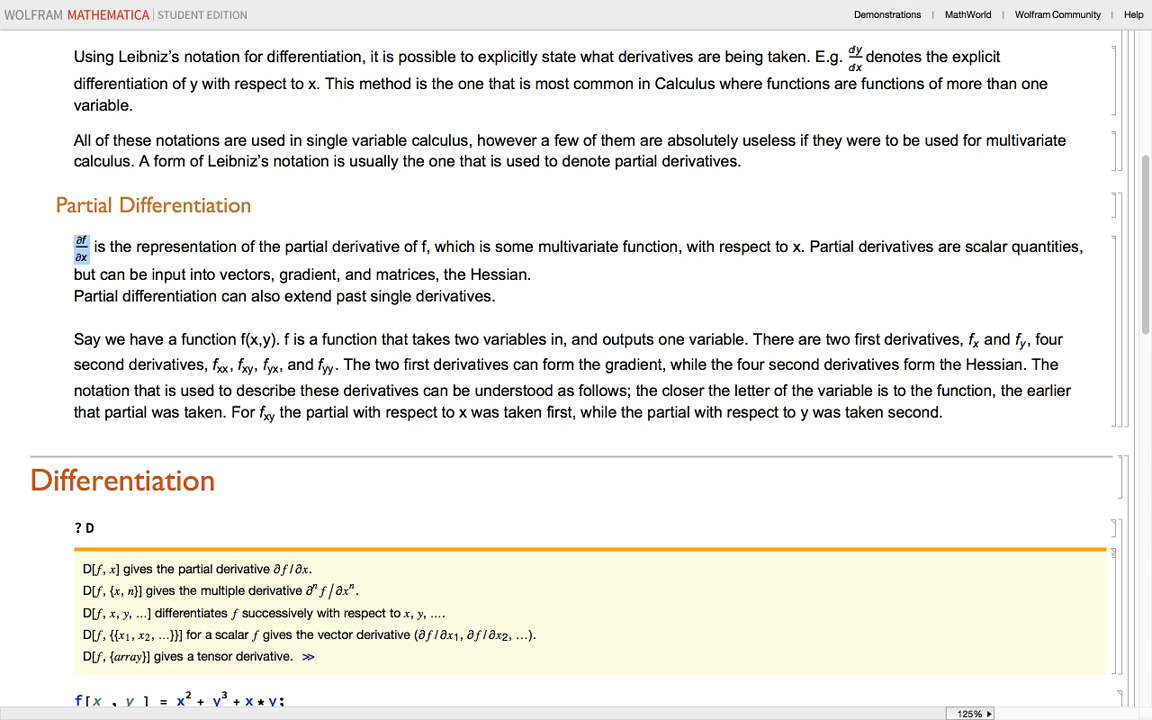 WOLFRAM MATHEMATICA | STUDENT EDITION
Demonstrations | MathWorld | Wolfram Community | Help
Using Leibniz's notation for differentiation, it is possible to explicitly state what derivatives are being taken. E.g. dy/dx denotes the explicit
differentiation of y with respect to x. This method is the one that is most common in Calculus where functions are functions of more than one
variable.
All of these notations are used in single variable calculus, however a few of them are absolutely useless if they were to be used for multivariate
calculus. A form of Leibniz's notation is usually the one that is used to denote partial derivatives.
Partial Differentiation
∂f/∂x is the representation of the partial derivative of f, which is some multivariate function, with respect to x. Partial derivatives are scalar quantities,
but can be input into vectors, gradient, and matrices, the Hessian.
Partial differentiation can also extend past single derivatives.
Say we have a function f(x,y). f is a function that takes two variables in, and outputs one variable. There are two first derivatives, fx and fy, four
second derivatives, fxx, fxy, fyx, and fyy. The two first derivatives can form the gradient, while the four second derivatives form the Hessian. The
notation that is used to describe these derivatives can be understood as follows; the closer the letter of the variable is to the function, the earlier
that partial was taken. For fxy the partial with respect to x was taken first, while the partial with respect to y was taken second.
Differentiation
? D
D[f, x] gives the partial derivative ∂f/∂x.
D[f, {x, n}] gives the multiple derivative ∂ⁿf/∂xⁿ.
D[f, x, y, ...] differentiates f successively with respect to x, y, ....
D[f, {{x1, x2, ...}}] for a scalar f gives the vector derivative (∂f/∂x1, ∂f/∂x2, ...).
D[f, {array}] gives a tensor derivative. ≫
f[x_, y_] = x² + y³ + x * y;
125% ▶